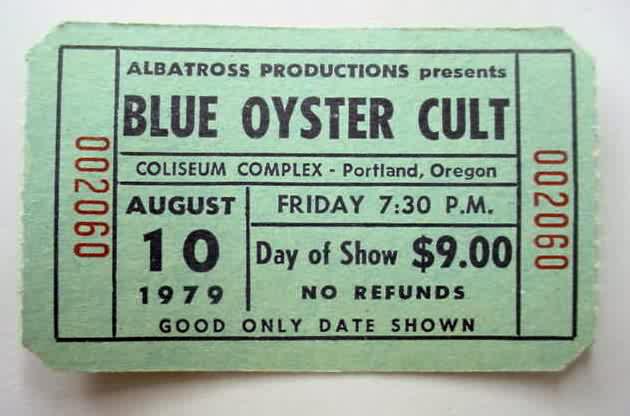 ALBATROSS PRODUCTIONS presents
BLUE OYSTER CULT
COLISEUM COMPLEX - Portland, Oregon
AUGUST
10
1979
FRIDAY 7:30 P.M.
Day of Show $9.00
NO REFUNDS
GOOD ONLY DATE SHOWN
002060
002060